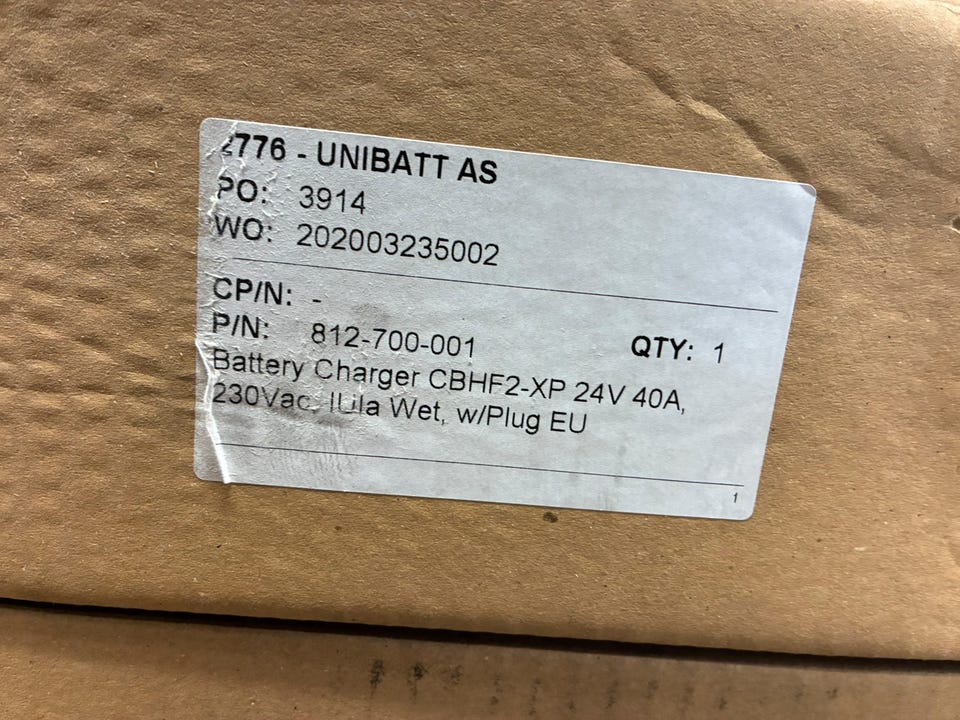 2776 - UNIBATT AS
PO: 3914
WO: 202003235002
CP/N: -
P/N: 812-700-001 QTY: 1
Battery Charger CBHF2-XP 24V 40A,
230Vac, IUIa Wet, w/Plug EU
1